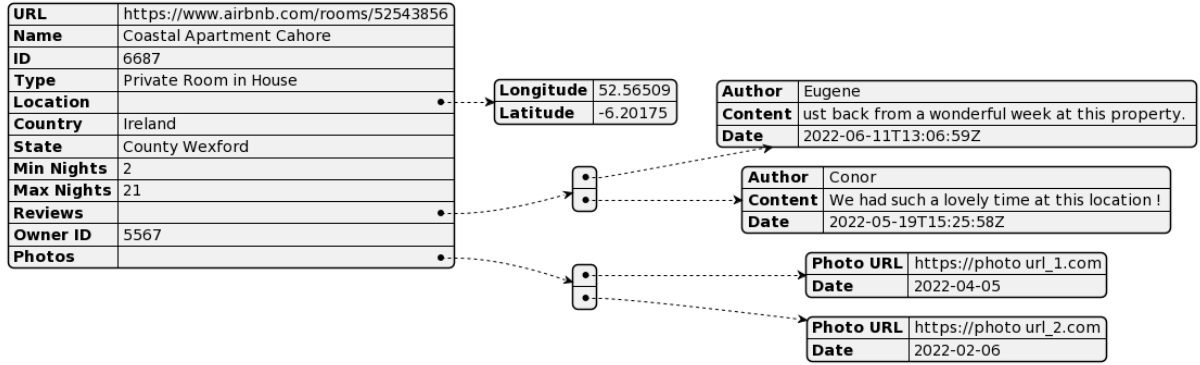 URL https://www.airbnb.com/rooms/52543856
Name Coastal Apartment Cahore
ID 6687
Type Private Room in House
Location
Country Ireland
State County Wexford
Min Nights 2
Max Nights 21
Reviews
Owner ID 5567
Photos
Longitude 52.56509
Latitude -6.20175
Author Eugene
Content ust back from a wonderful week at this property.
Date 2022-06-11T13:06:59Z
Author Conor
Content We had such a lovely time at this location !
Date 2022-05-19T15:25:58Z
Photo URL https://photo url_1.com
Date 2022-04-05
Photo URL https://photo url_2.com
Date 2022-02-06